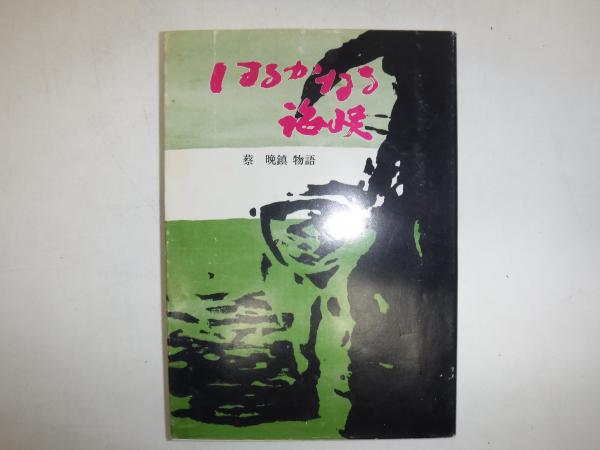 はるかなる
海峡
蔡 晩鎮 物語